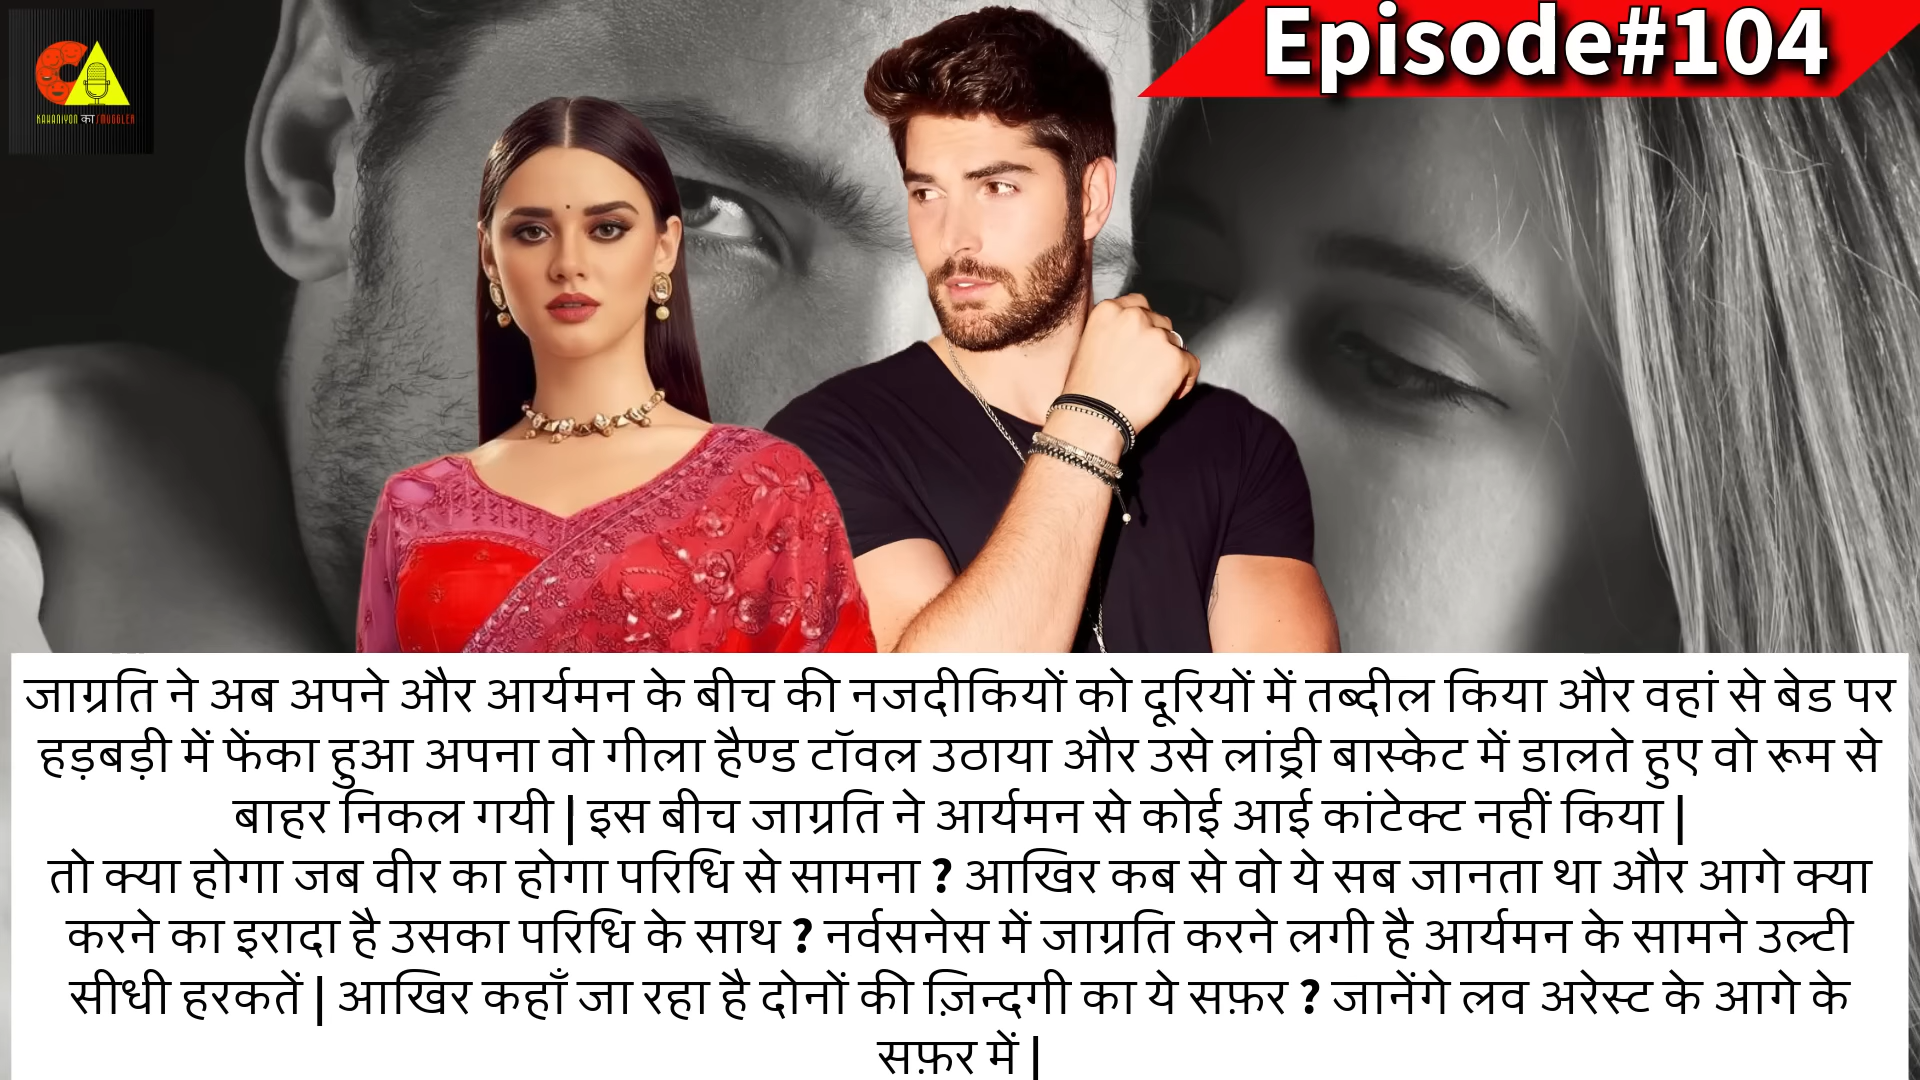 Episode#104
KAHANIYON का SMUGGLER
जाग्रति ने अब अपने और आर्यमन के बीच की नजदीकियों को दूरियों में तब्दील किया और वहां से बेड पर
हड़बड़ी में फेंका हुआ अपना वो गीला हैण्ड टॉवल उठाया और उसे लांड्री बास्केट में डालते हुए वो रूम से
बाहर निकल गयी | इस बीच जाग्रति ने आर्यमन से कोई आई कांटेक्ट नहीं किया |
तो क्या होगा जब वीर का होगा परिधि से सामना ? आखिर कब से वो ये सब जानता था और आगे क्या
करने का इरादा है उसका परिधि के साथ ? नर्वसनेस में जाग्रति करने लगी है आर्यमन के सामने उल्टी
सीधी हरकतें | आखिर कहाँ जा रहा है दोनों की ज़िन्दगी का ये सफ़र ? जानेंगे लव अरेस्ट के आगे के
सफ़र में |